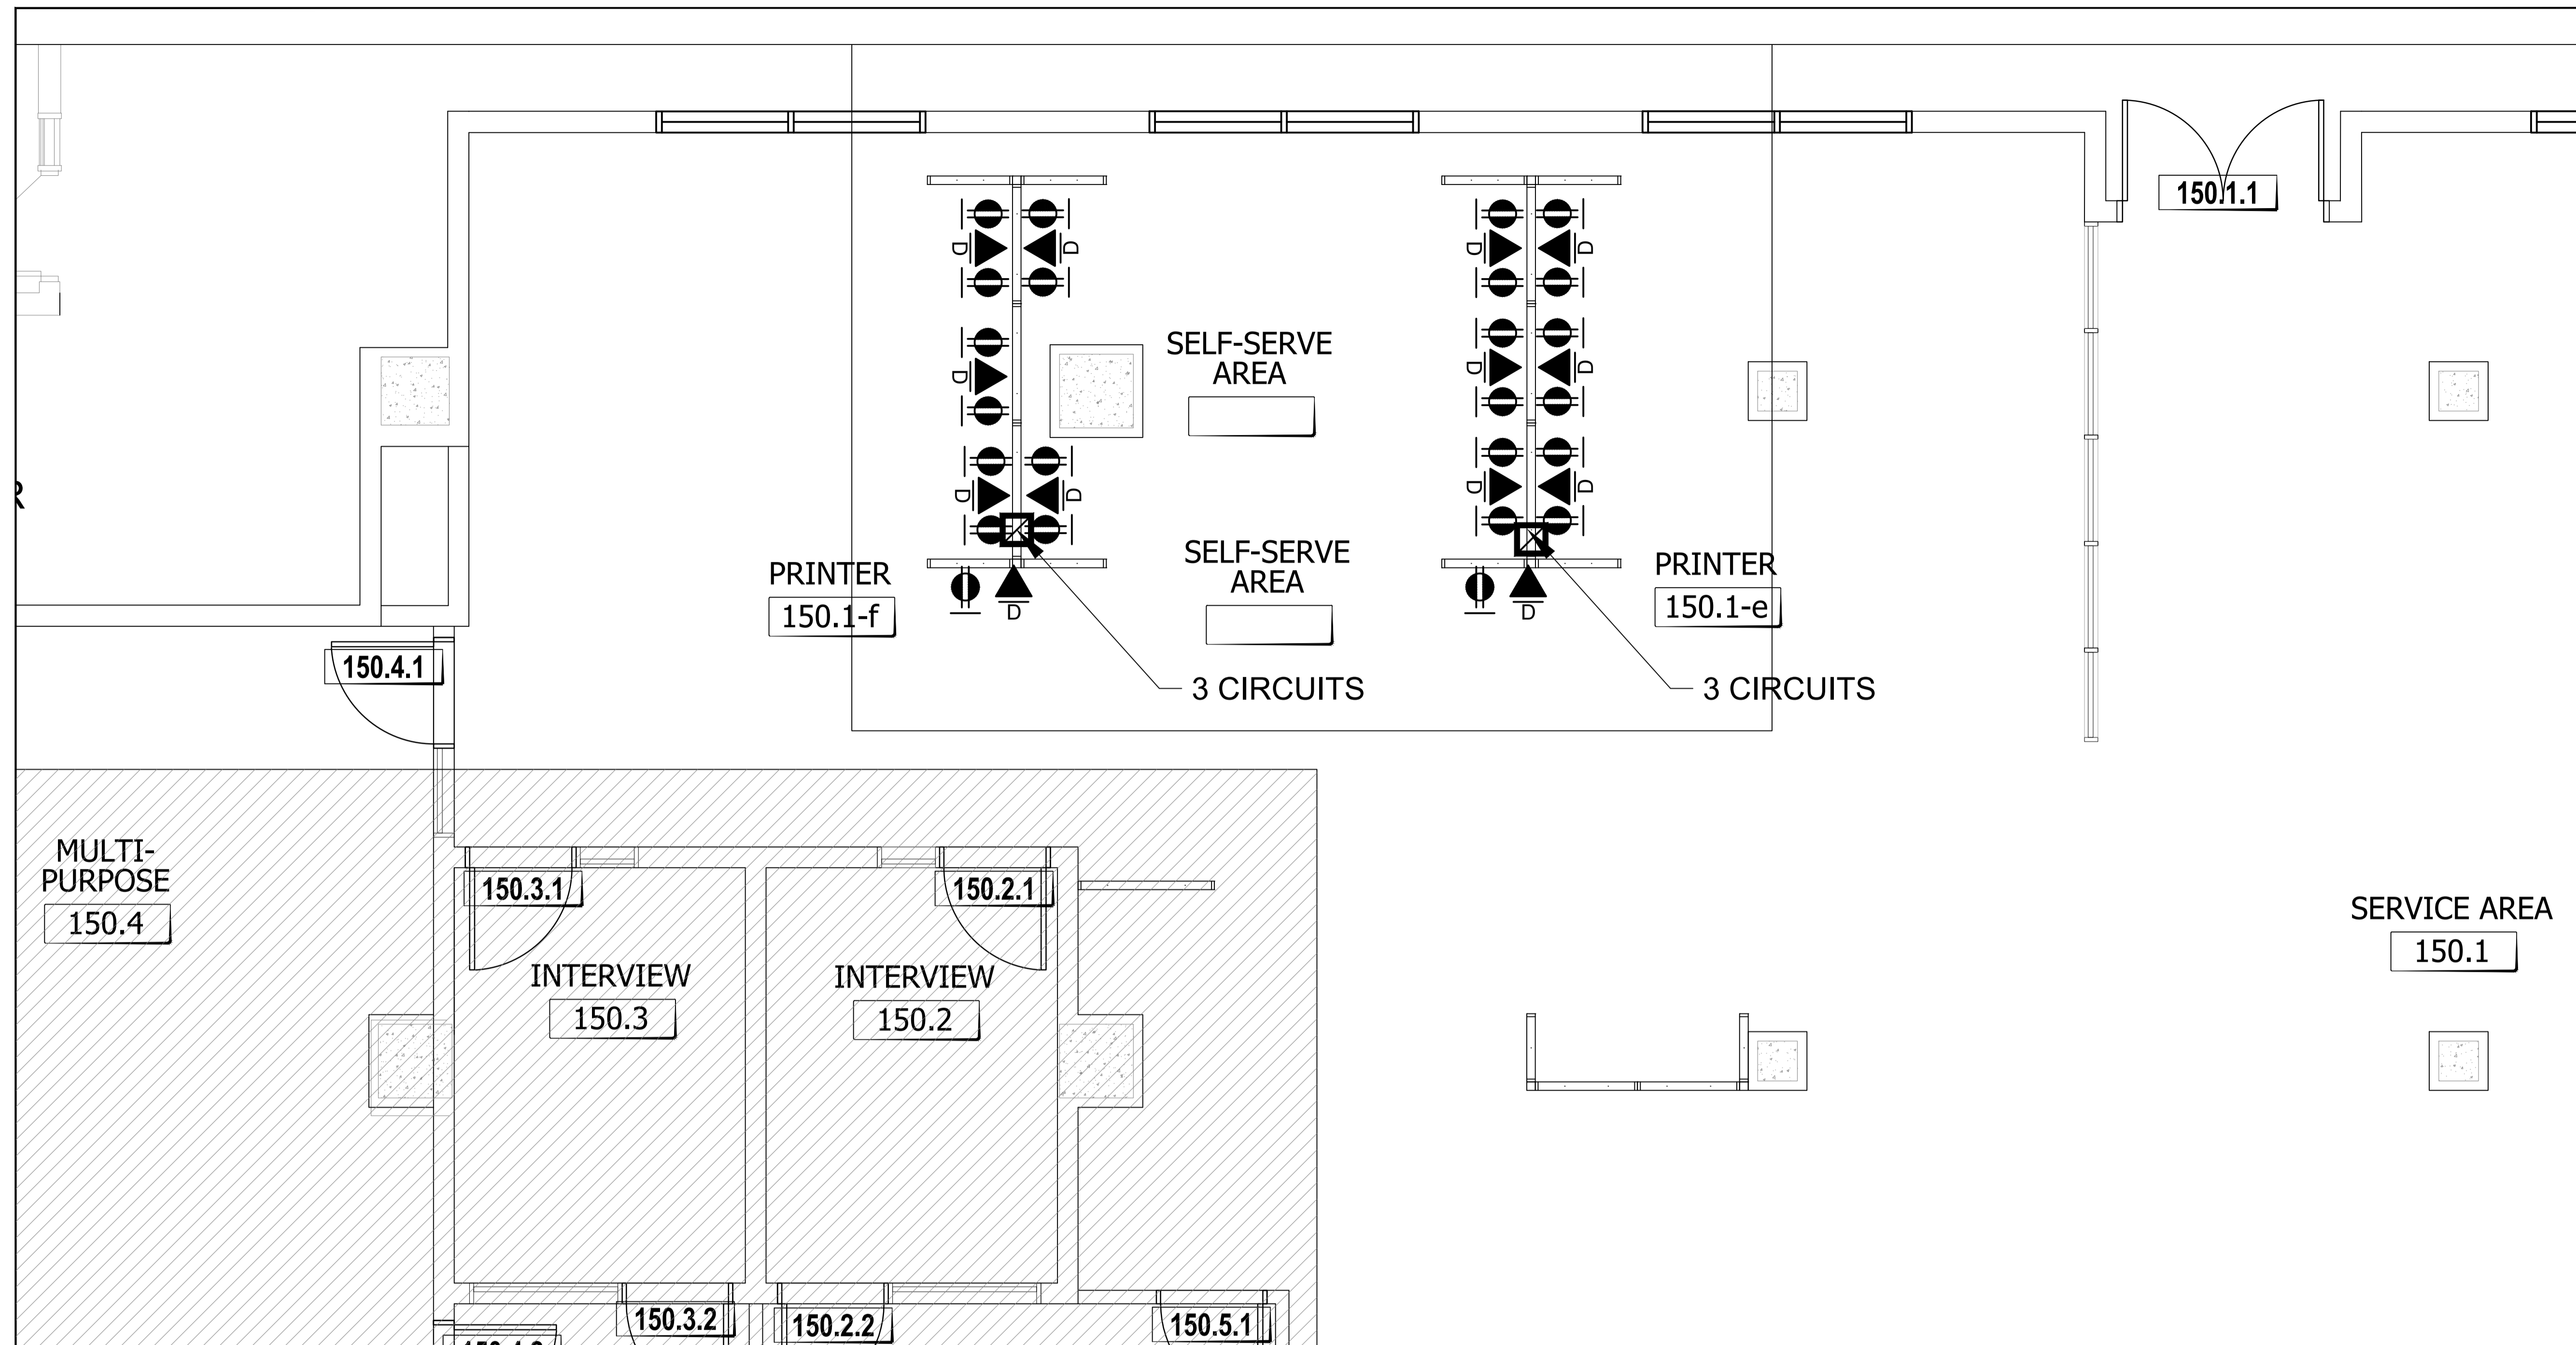 150.1.1
D
D
D
D
SELF-SERVE
AREA
D
D
D
D
D
D
D
SELF-SERVE
AREA
PRINTER
150.1-f
D
D
PRINTER
150.1-e
150.4.1
3 CIRCUITS
3 CIRCUITS
MULTI-
PURPOSE
150.4
150.3.1
150.2.1
SERVICE AREA
150.1
INTERVIEW
150.3
INTERVIEW
150.2
150.3.2
150.2.2
150.5.1